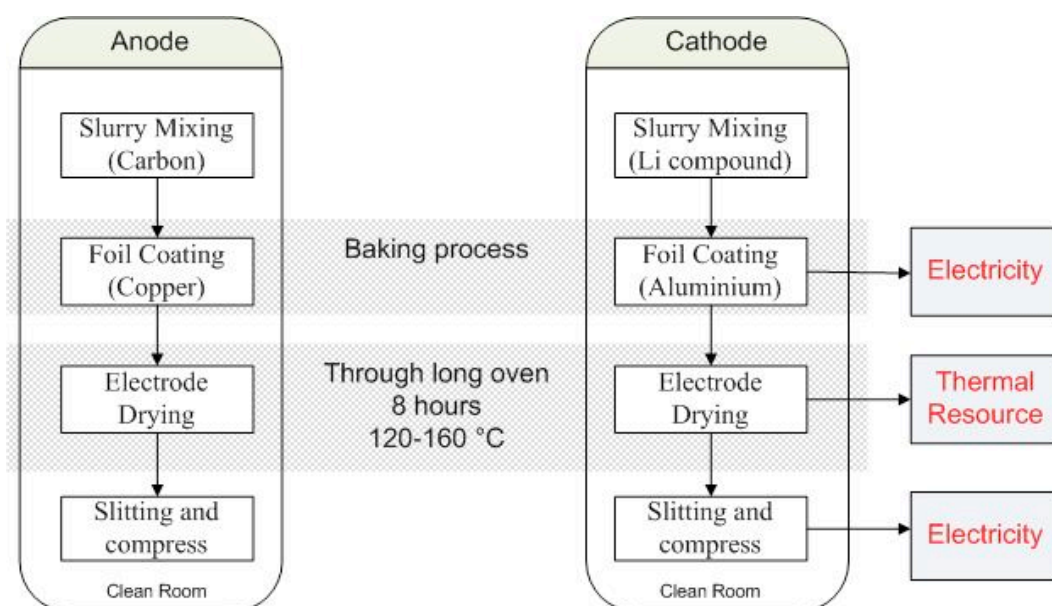 Anode
Cathode
Slurry Mixing
(Carbon)
Slurry Mixing
(Li compound)
Foil Coating
(Copper)
Baking process
Foil Coating
(Aluminium)
Electricity
Electrode
Drying
Through long oven
8 hours
120-160 °C
Electrode
Drying
Thermal
Resource
Slitting and
compress
Slitting and
compress
Electricity
Clean Room
Clean Room